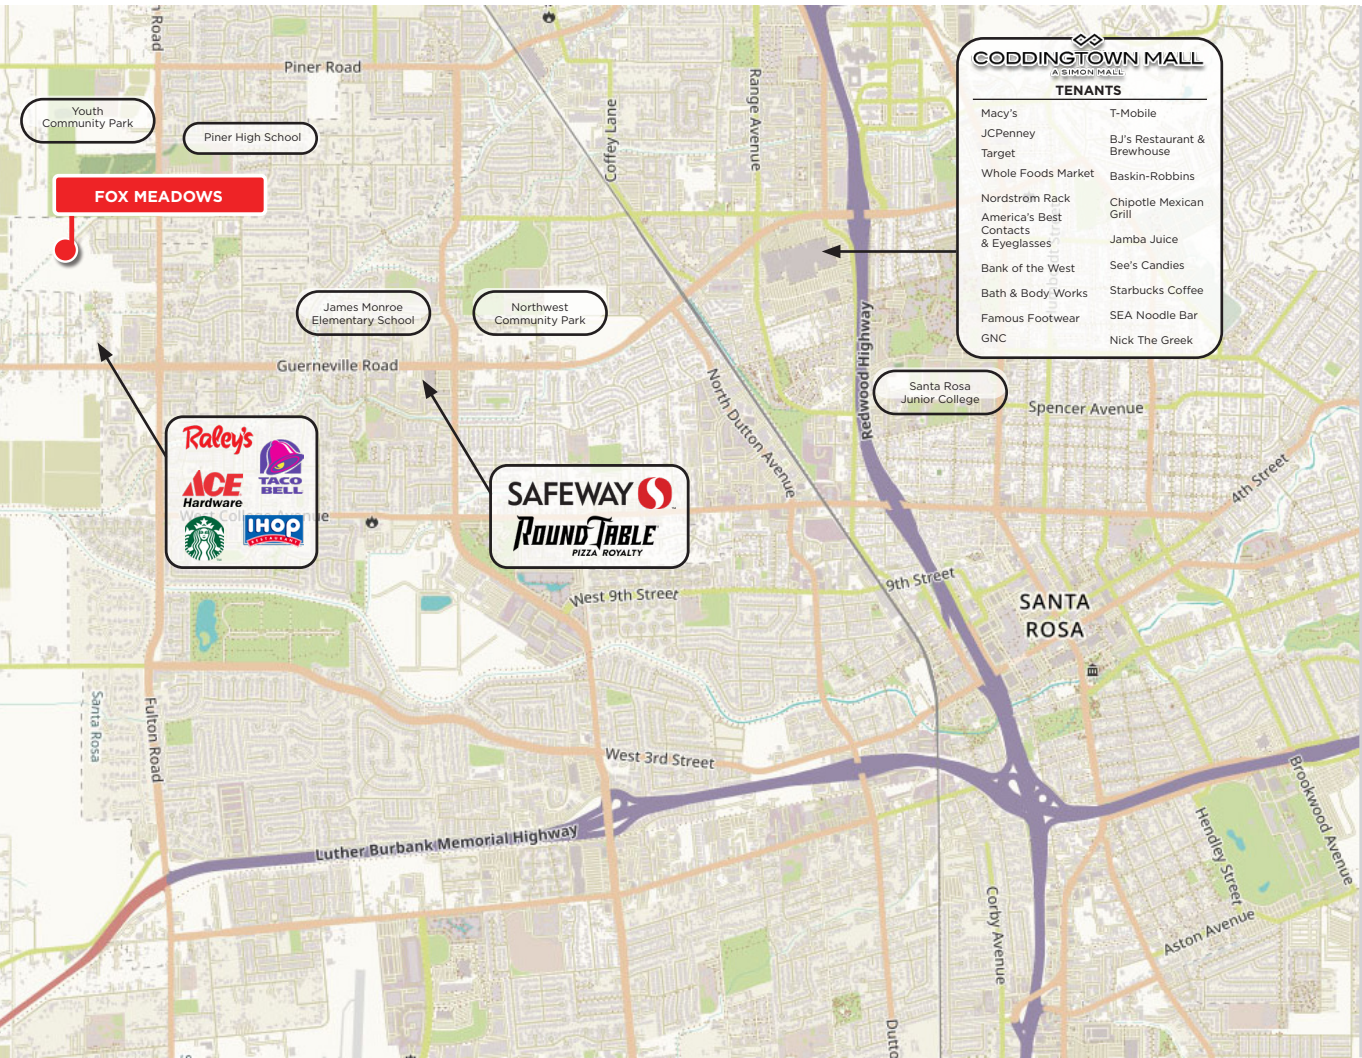 Road
Piner Road
Youth
Community Park
Piner High School
FOX MEADOWS
Coffey Lane
Range Avenue
CODDINGTOWN MALL
A SIMON MALL
TENANTS
Macy's
JCPenney
Target
Whole Foods Market
Nordstrom Rack
America's Best
Contacts
& Eyeglasses
Bank of the West
Bath & Body Works
Famous Footwear
GNC
T-Mobile
BJ's Restaurant &
Brewhouse
Baskin-Robbins
Chipotle Mexican
Grill
Jamba Juice
See's Candies
Starbucks Coffee
SEA Noodle Bar
Nick The Greek
James Monroe
Elementary School
Northwest
Community Park
Guerneville Road
Redwood Highway
North Dutton Avenue
Santa Rosa
Junior College
Spencer Avenue
4th Street
Raley's
ACE
Hardware
TACO
BELL
IHOP
RESTAURANT
West College Avenue
SAFEWAY
ROUND TABLE
PIZZA ROYALTY
West 9th Street
9th Street
SANTA
ROSA
Santa Rosa
Fulton Road
West 3rd Street
Luther Burbank Memorial Highway
Brookwood Avenue
Hendley Street
Aston Avenue
Corby Avenue
Dutto